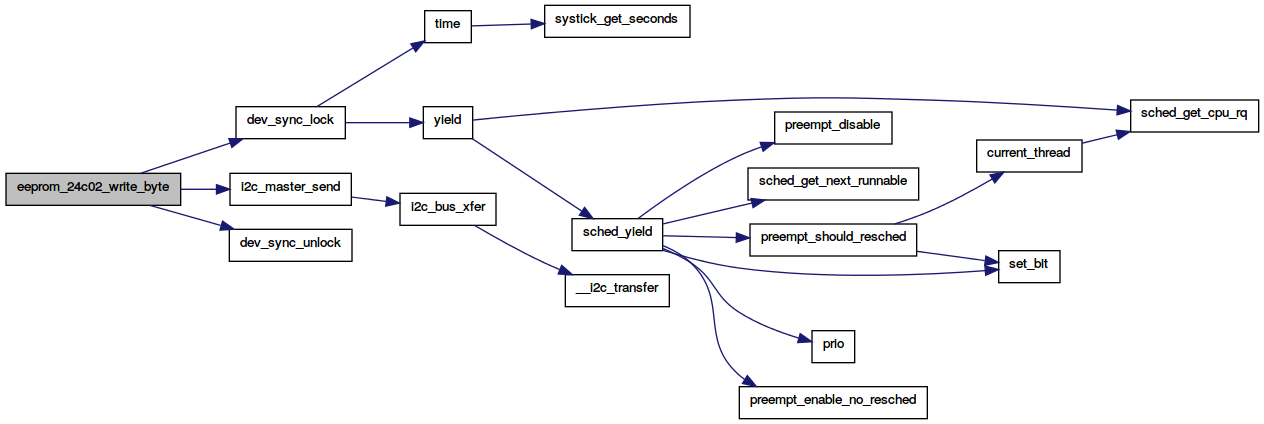 time
systick_get_seconds
dev_sync_lock
yield
sched_get_cpu_rq
preempt_disable
current_thread
eeprom_24c02_write_byte
i2c_master_send
sched_get_next_runnable
i2c_bus_xfer
dev_sync_unlock
sched_yield
preempt_should_resched
set_bit
__i2c_transfer
prio
preempt_enable_no_resched